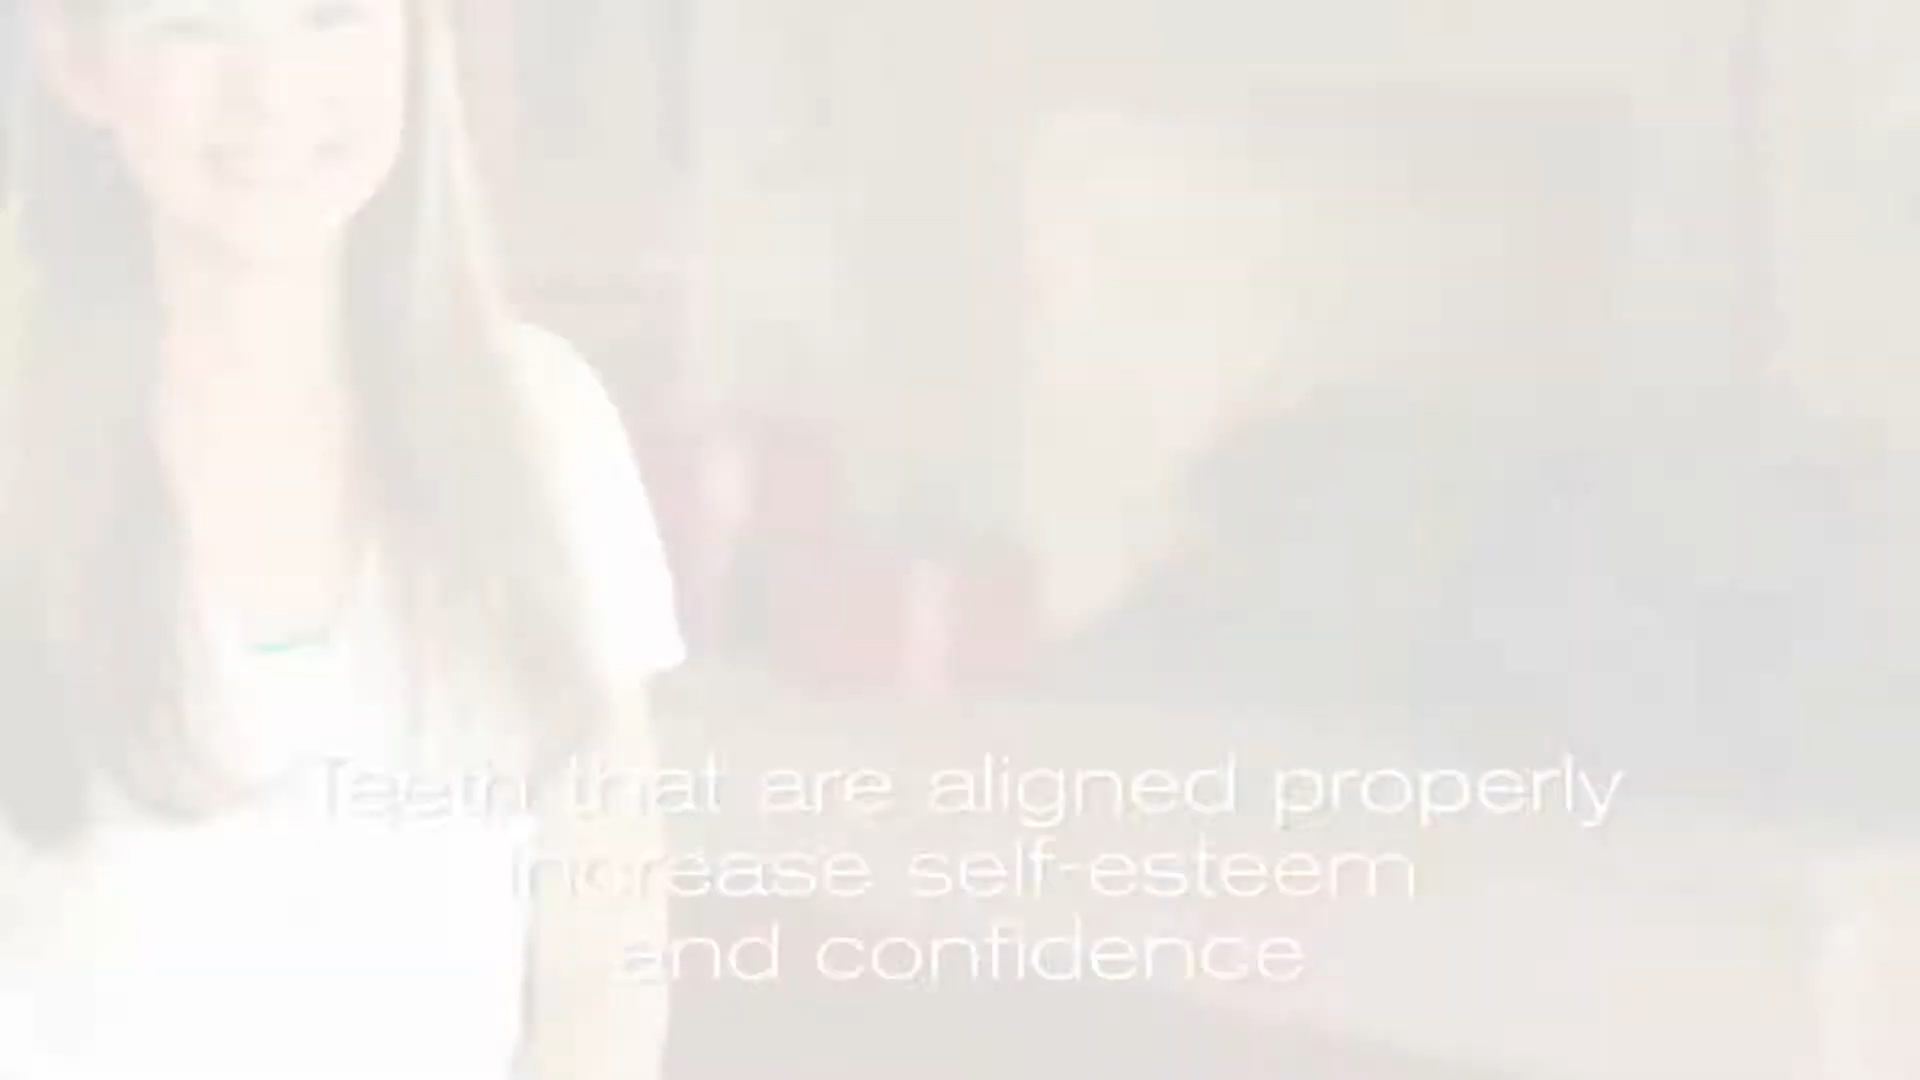 Teeth that are aligned properly
increase self-esteem
and confidence